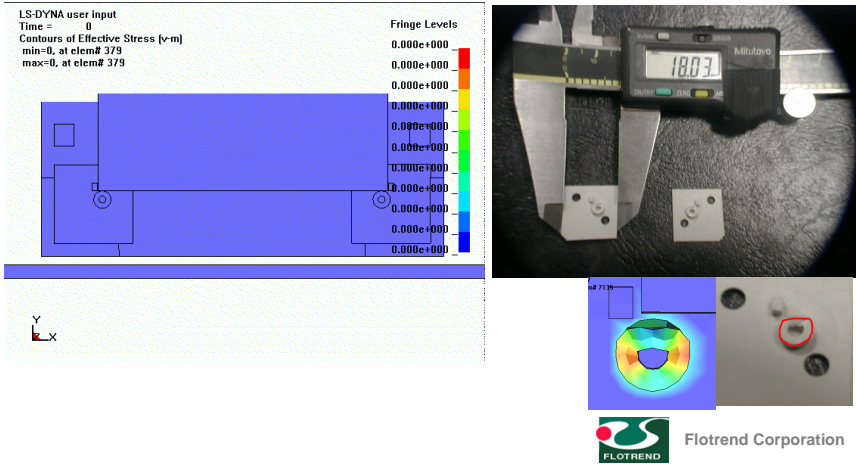 LS-DYNA user input
Time = 0
Contours of Effective Stress (v-m)
min=0, at elem# 379
max=0, at elem# 379
Fringe Levels
0.000e+000
0.000e+000
0.000e+000
0.000e+000
0.000e+000
0.000e+000
0.000e+000
0.000e+000
0.000e+000
0.000e+000
0.000e+000
Y
X
in/mm
ORIGIN
Mitutoyo
18.03
ON/OFF
ZERO
m# 7135
FLOTREND
Flotrend Corporation